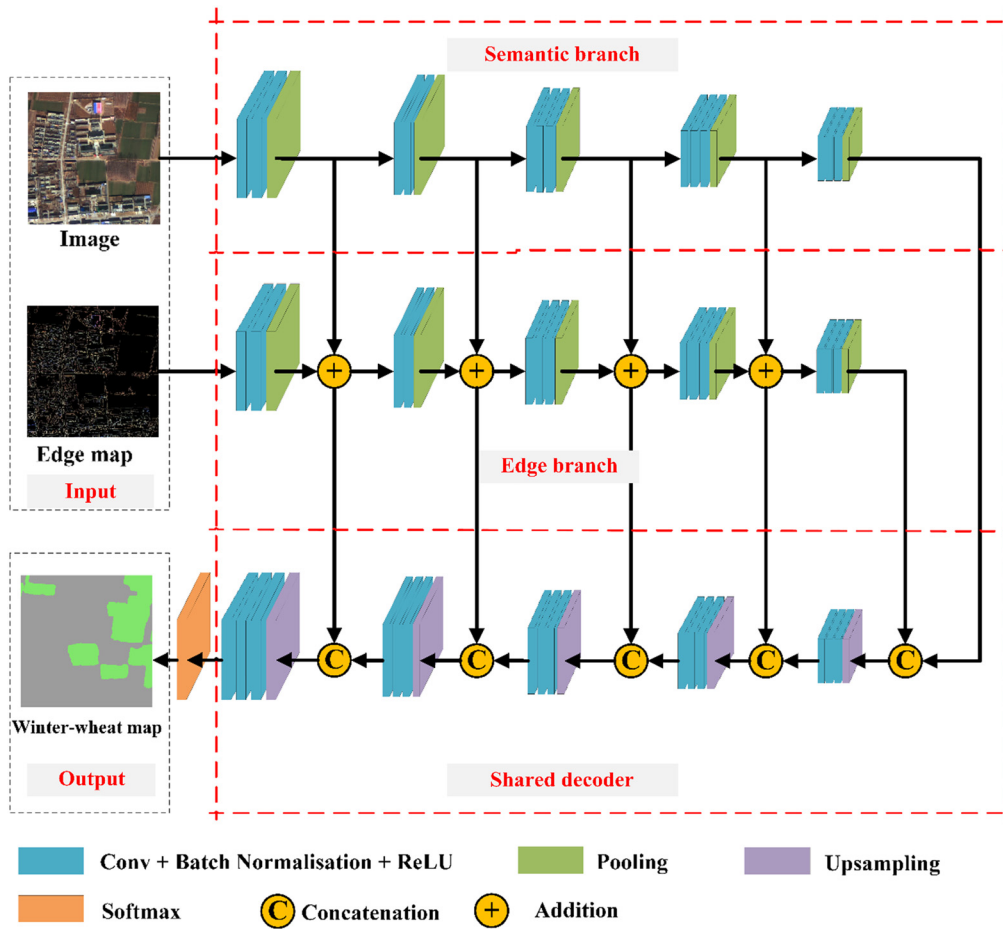 Semantic branch
Image
+ + + +
Edge map
Edge branch
Input
C C C C C
Winter-wheat map
Output
Shared decoder
Conv + Batch Normalisation + ReLU
Pooling
Upsampling
Softmax
C Concatenation
+ Addition